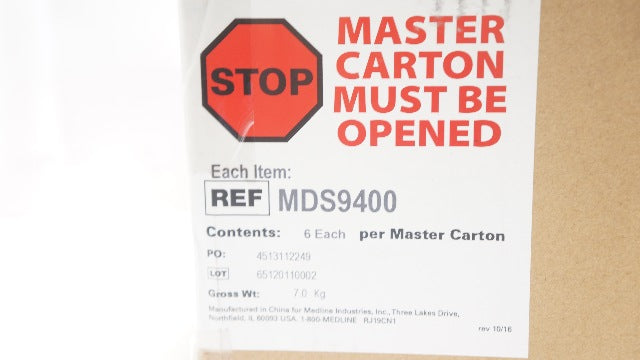 STOP
MASTER
CARTON
MUST BE
OPENED
Each Item:
REF MDS9400
Contents: 6 Each per Master Carton
PO: 4513112249
LOT 65120110002
Gross Wt: 7.0 Kg
Manufactured in China for Medline Industries, Inc., Three Lakes Drive,
Northfield, IL 60093 USA. 1-800-MEDLINE RJ19CN1
rev 10/16